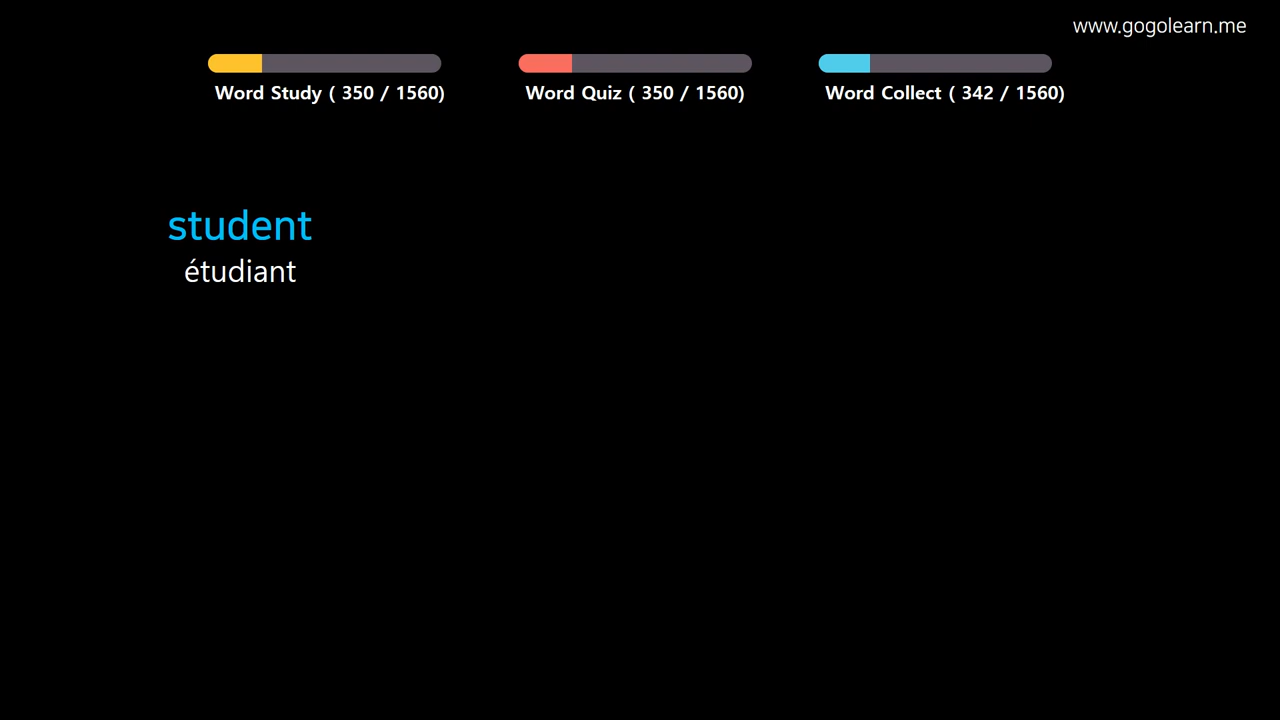 www.gogolearn.me
Word Study ( 350 / 1560)
Word Quiz ( 350 / 1560)
Word Collect ( 342 / 1560)
student
étudiant